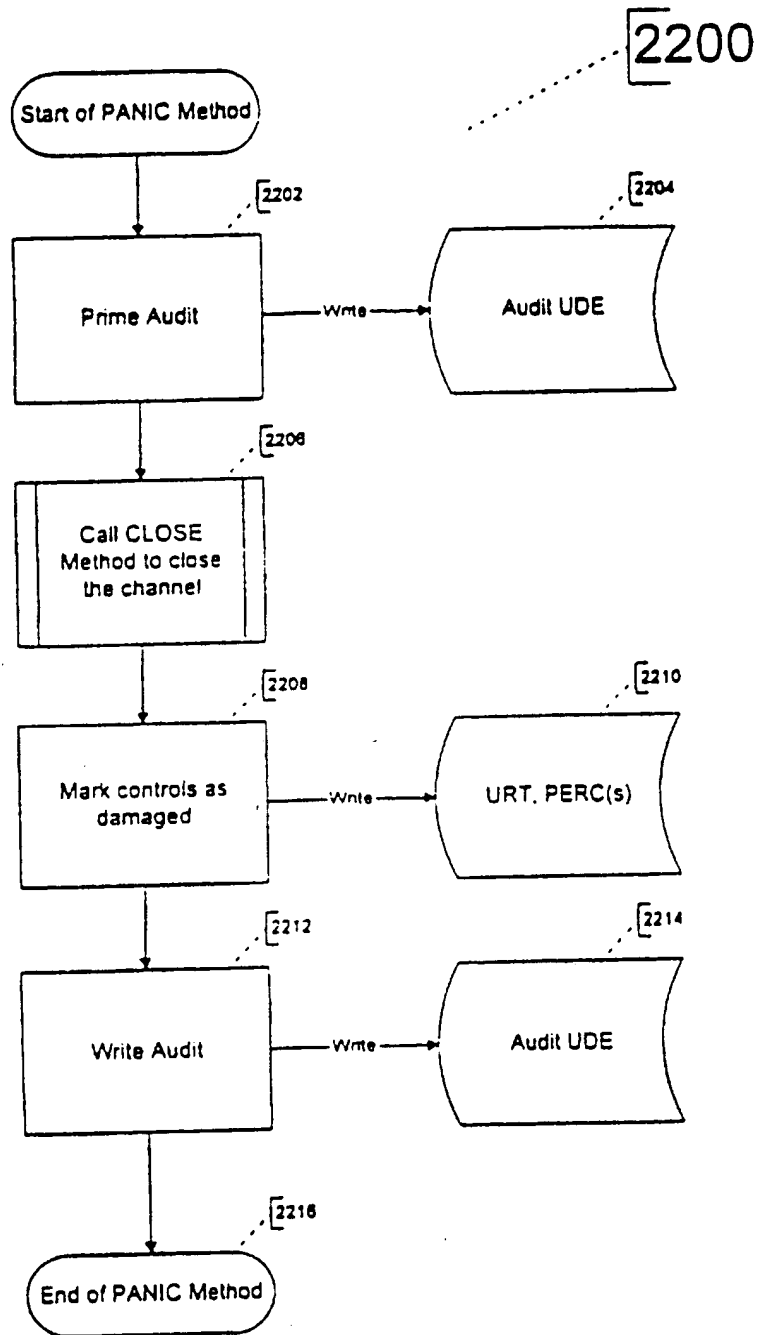 2200
Start of PANIC Method
2202
2204
Prime Audit
Write
Audit UDE
2206
Call CLOSE
Method to close
the channel
2208
2210
Mark controls as
damaged
Write
URT, PERC(s)
2212
2214
Write Audit
Write
Audit UDE
2216
End of PANIC Method